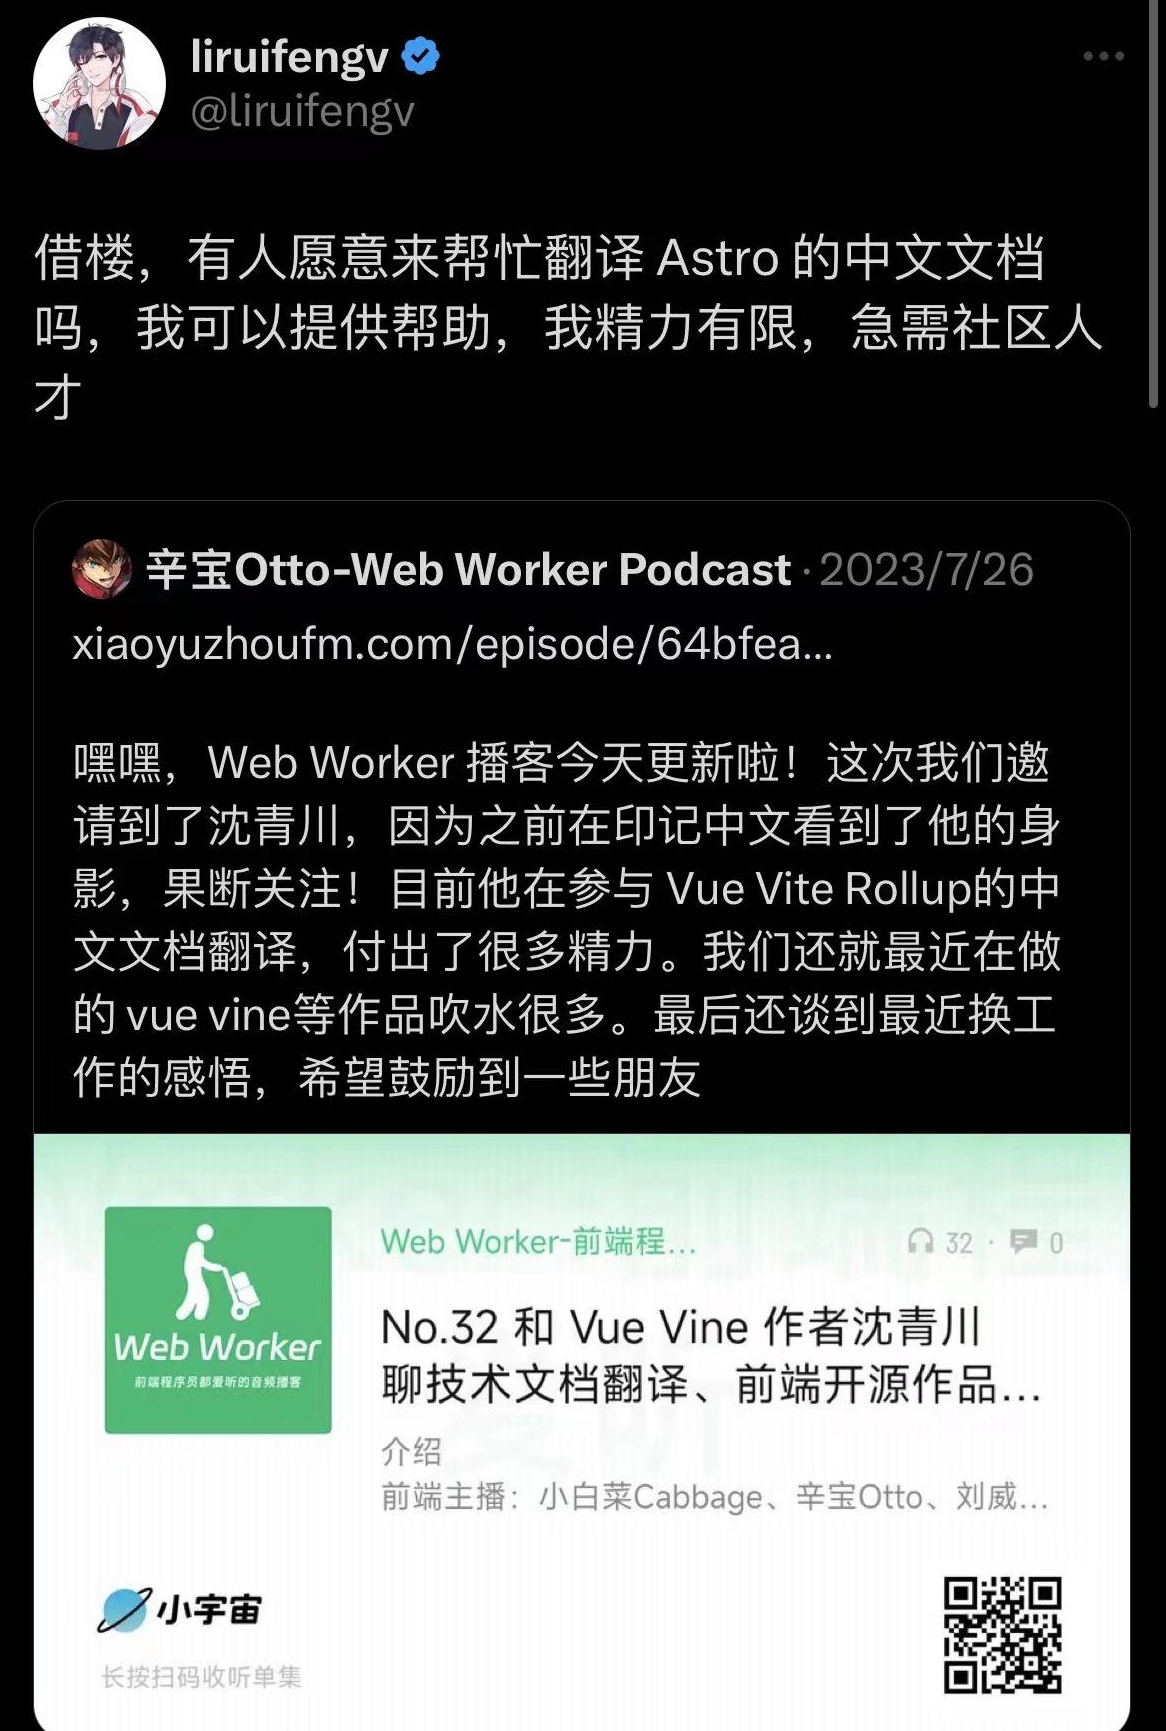 liruifengv
@liruifengv
借楼，有人愿意来帮忙翻译 Astro 的中文文档
吗，我可以提供帮助，我精力有限，急需社区人
才
辛宝Otto-Web Worker Podcast · 2023/7/26
xiaoyuzhoufm.com/episode/64bfea...
嘿嘿，Web Worker 播客今天更新啦！这次我们邀
请到了沈青川，因为之前在印记中文看到了他的身
影，果断关注！目前他在参与 Vue Vite Rollup的中
文文档翻译，付出了很多精力。我们还就最近在做
的 vue vine等作品吹水很多。最后还谈到最近换工
作的感悟，希望鼓励到一些朋友
Web Worker
前端程序员都爱听的音频播客
Web Worker-前端程...
32 · 0
No.32 和 Vue Vine 作者沈青川
聊技术文档翻译、前端开源作品...
介绍
前端主播：小白菜Cabbage、辛宝Otto、刘威...
小宇宙
长按扫码收听单集